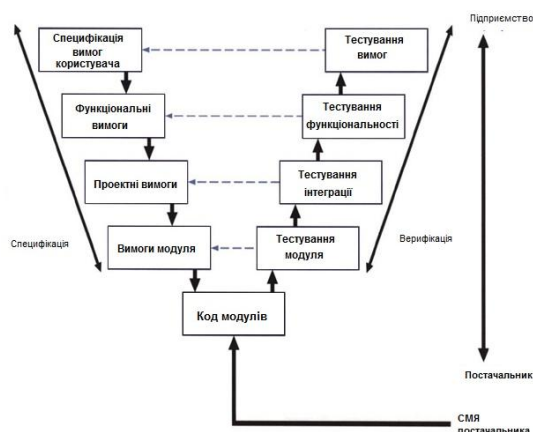 Підприємство
Специфікація
вимог
користувача
Тестування
вимог
Функціональні
вимоги
Тестування
функціональності
Проектні вимоги
Тестування
інтеграції
Специфікація
Вимоги модуля
Тестування
модуля
Верифікація
Код модулів
Постачальник
СМЯ
постачальника